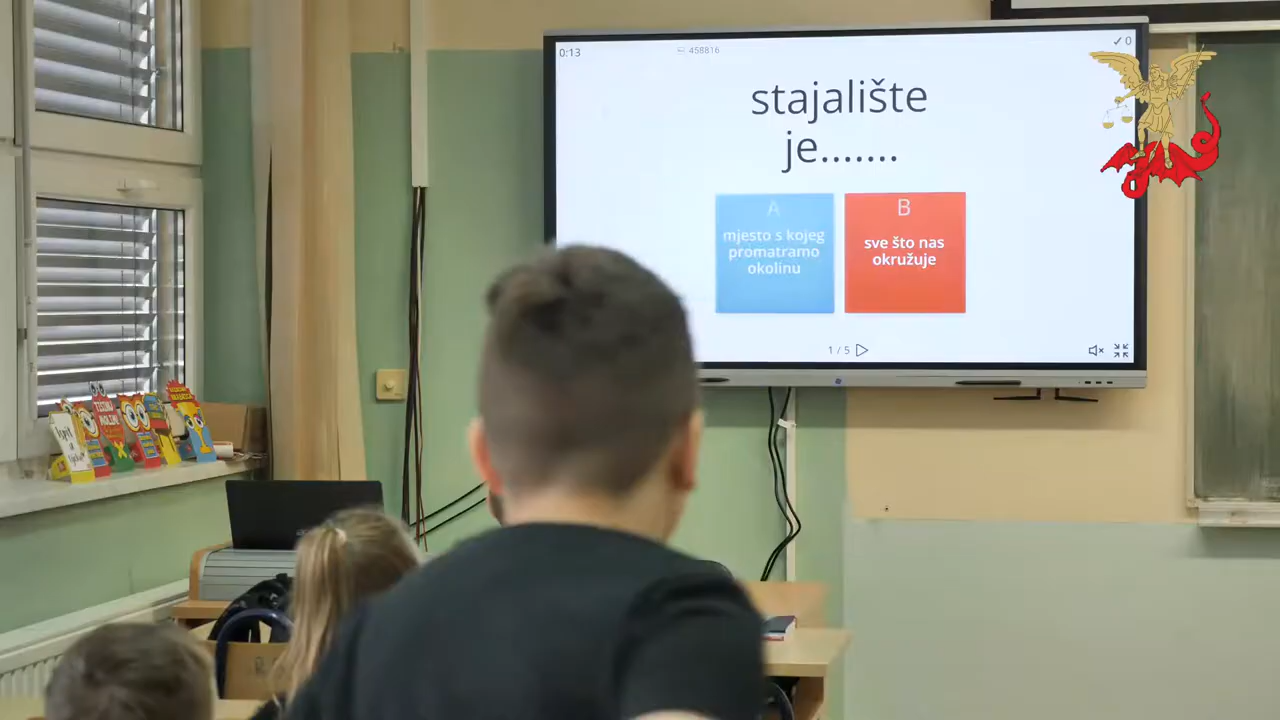 0:13
458816
✓ 0
stajalište
je.......
A
mjesto s kojeg
promatramo
okolinu
B
sve što nas
okružuje
1 / 5